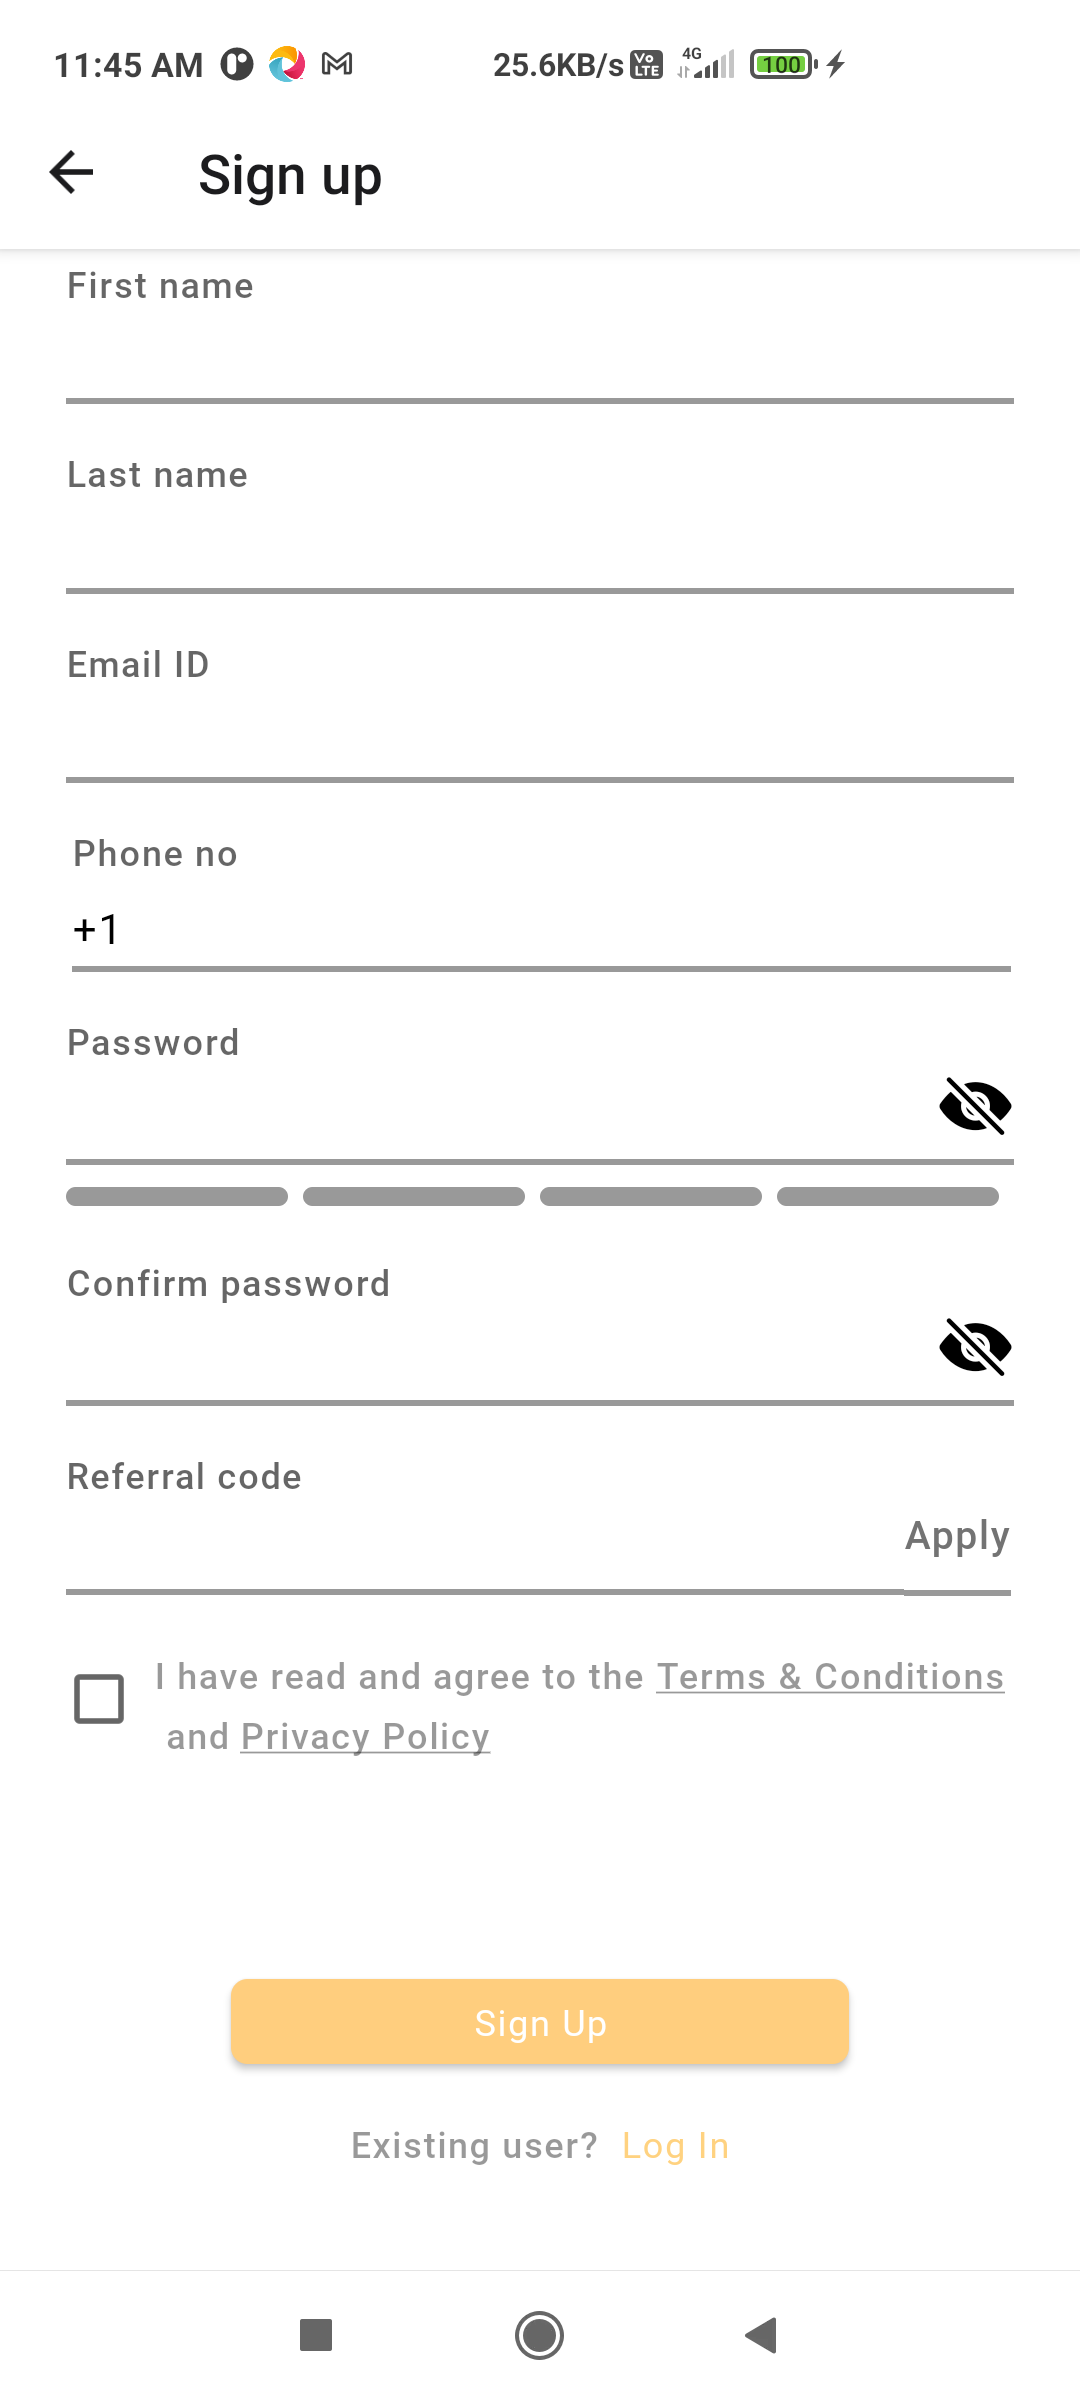 11:45 AM 25.6KB/s Vo LTE 4G 100
Sign up
First name
Last name
Email ID
Phone no
+1
Password
Confirm password
Referral code
Apply
I have read and agree to the Terms & Conditions
and Privacy Policy
Sign Up
Existing user? Log In